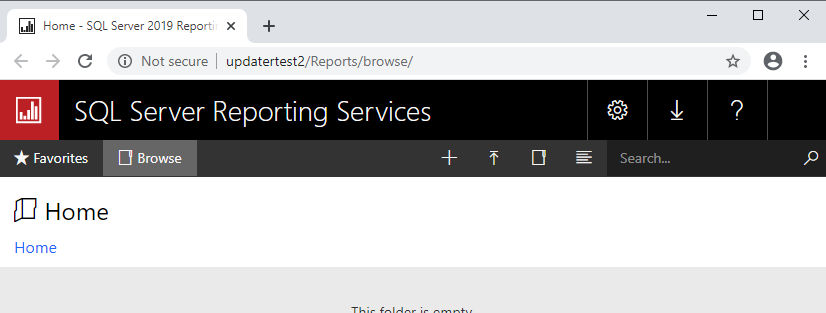 Home - SQL Server 2019 Reporti
Not secure | updatertest2/Reports/browse/
SQL Server Reporting Services
?
Favorites Browse Search...
Home
Home
This folder is empty